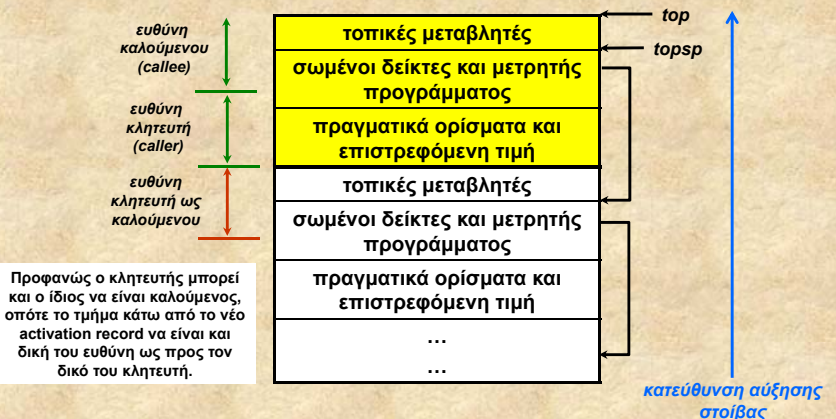 ευθύνη
καλούμενου
(callee)
ευθύνη
κλητευτή
(caller)
ευθύνη
κλητευτή ως
καλούμενου
Προφανώς ο κλητευτής μπορεί
και ο ίδιος να είναι καλούμενος,
οπότε το τμήμα κάτω από το νέο
activation record να είναι και
δική του ευθύνη ως προς τον
δικό του κλητευτή.
τοπικές μεταβλητές
σωμένοι δείκτες και μετρητής
προγράμματος
πραγματικά ορίσματα και
επιστρεφόμενη τιμή
τοπικές μεταβλητές
σωμένοι δείκτες και μετρητής
προγράμματος
πραγματικά ορίσματα και
επιστρεφόμενη τιμή
…
…
top
topsp
κατεύθυνση αύξησης
στοίβας